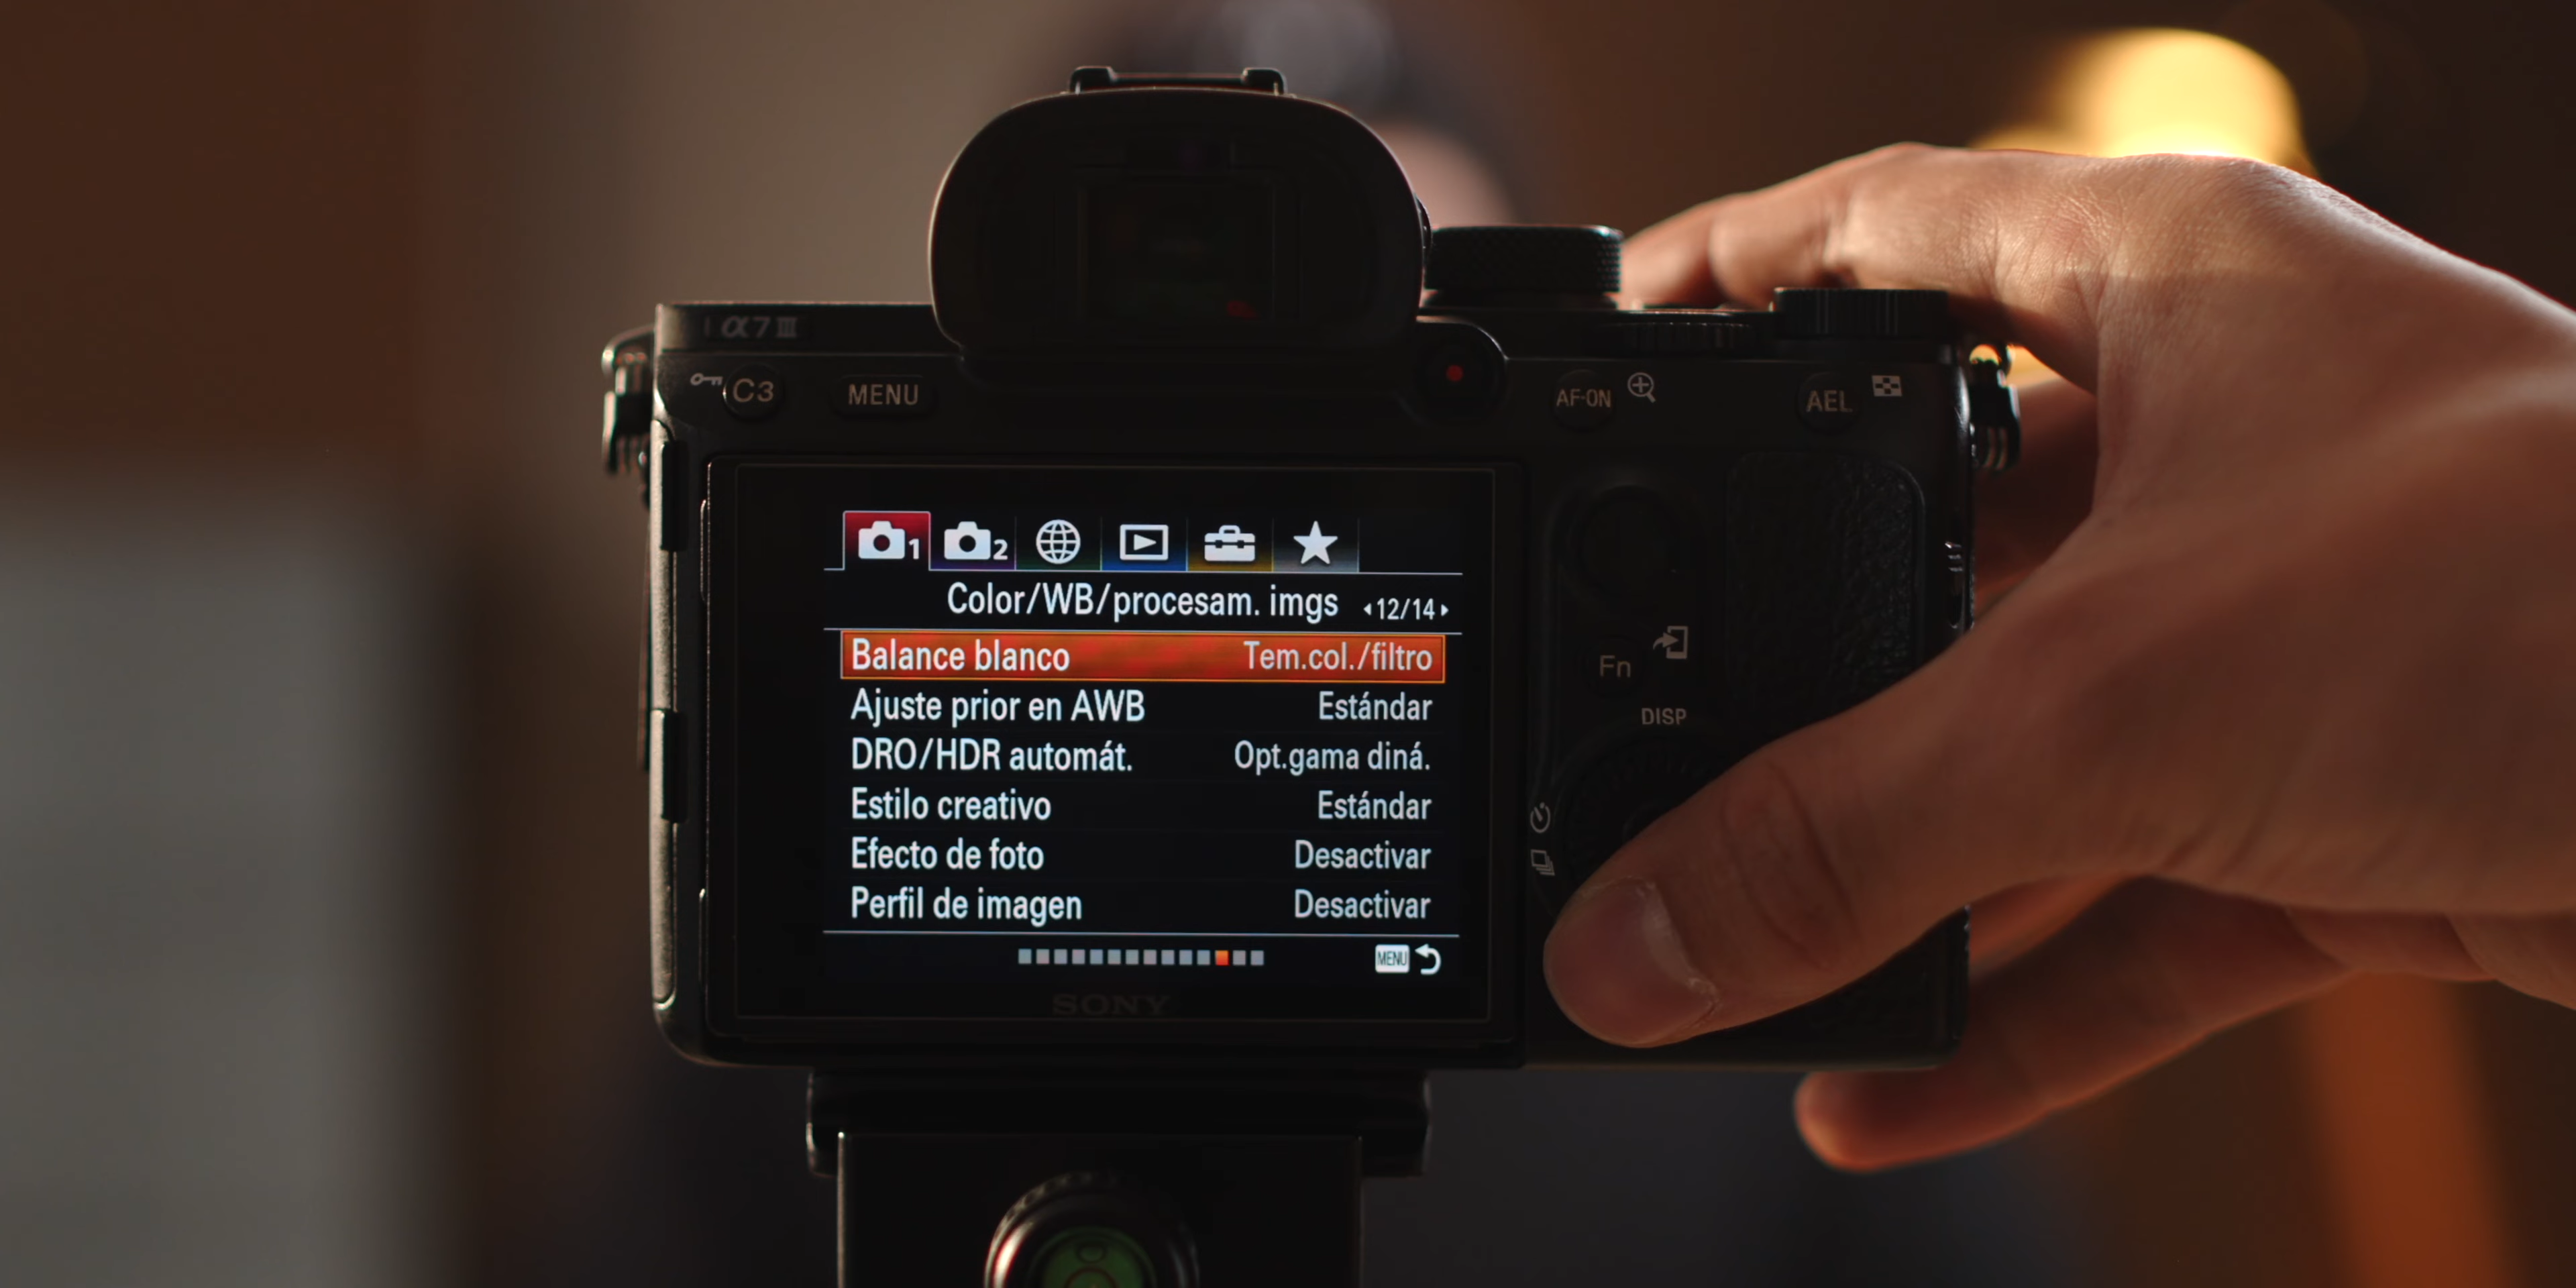 α7 III
C3 MENU AF-ON AEL
1 2
Color/WB/procesam. imgs 12/14
Balance blanco Tem.col./filtro
Ajuste prior en AWB Estándar
DRO/HDR automát. Opt.gama diná.
Estilo creativo Estándar
Efecto de foto Desactivar
Perfil de imagen Desactivar
MENU
SONY
Fn
DISP